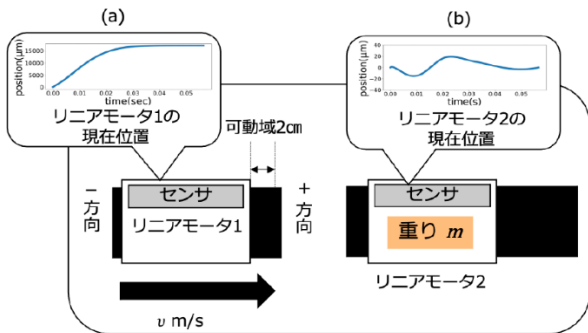 (a)
(b)
position(μm)
15000
10000
5000
0
0.00
0.01
0.02
0.03
0.04
0.05
time(sec)
リニアモータ1の
現在位置
position(μm)
40
20
0
−20
−40
0.00
0.01
0.02
0.03
0.04
0.05
time(s)
リニアモータ2の
現在位置
可動域2㎝
−方向
センサ
リニアモータ1
+方向
センサ
重り m
リニアモータ2
v m/s